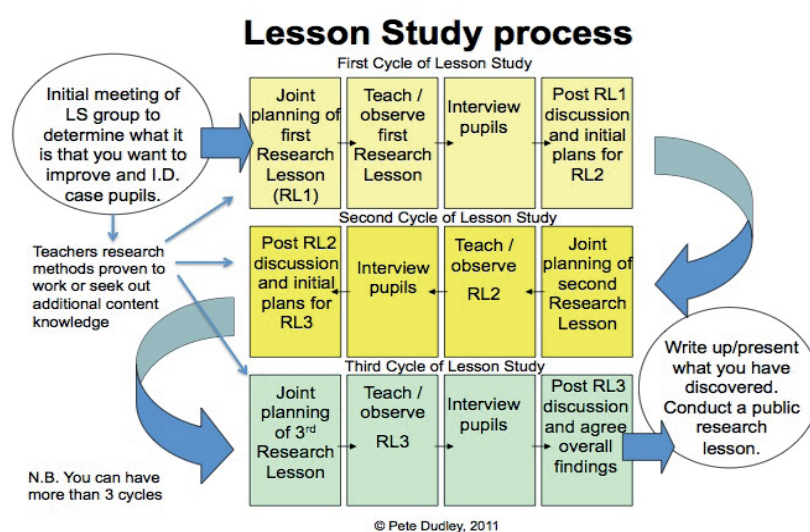 Lesson Study process
First Cycle of Lesson Study
Initial meeting of
LS group to
determine what it
is that you want to
improve and I.D.
case pupils.
Joint
planning of
first
Research
Lesson
(RL1)
Teach /
observe
first
Research
Lesson
Interview
pupils
Post RL1
discussion
and initial
plans for
RL2
Teachers research
methods proven to
work or seek out
additional content
knowledge
Second Cycle of Lesson Study
Post RL2
discussion
and initial
plans for
RL3
Interview
pupils
Teach /
observe
RL2
Joint
planning of
second
Research
Lesson
Third Cycle of Lesson Study
Joint
planning
of 3rd
Research
Lesson
Teach /
observe
RL3
Interview
pupils
Post RL3
discussion
and agree
overall
findings
Write up/present
what you have
discovered.
Conduct a public
research
lesson.
N.B. You can have
more than 3 cycles
© Pete Dudley, 2011